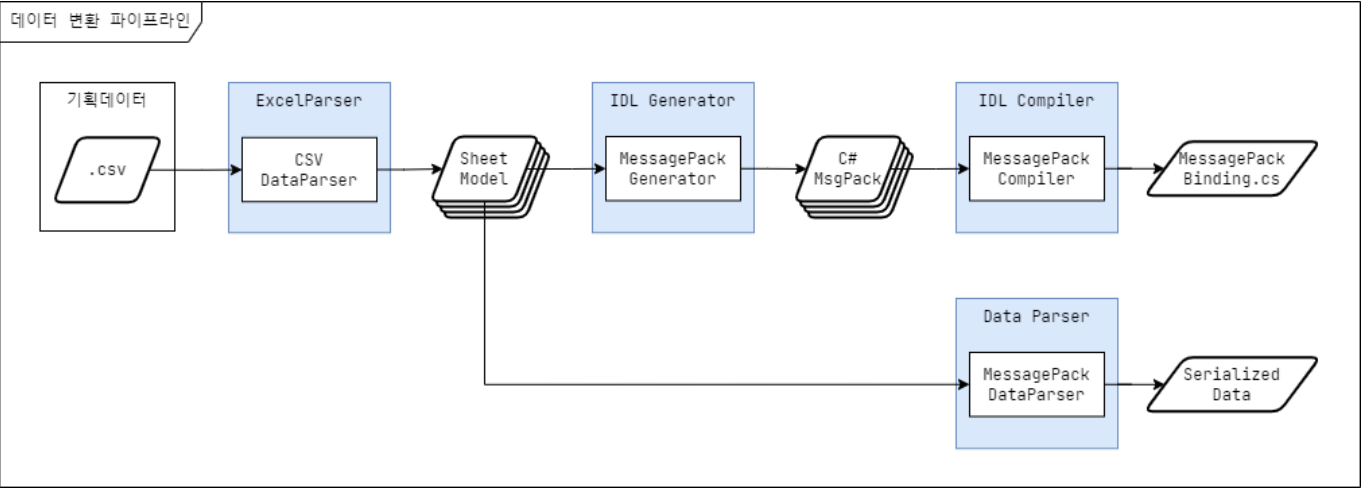 데이터 변환 파이프라인
기획데이터
.csv
ExcelParser
CSV
DataParser
Sheet
Model
IDL Generator
MessagePack
Generator
C#
MsgPack
IDL Compiler
MessagePack
Compiler
MessagePack
Binding.cs
Data Parser
MessagePack
DataParser
Serialized
Data